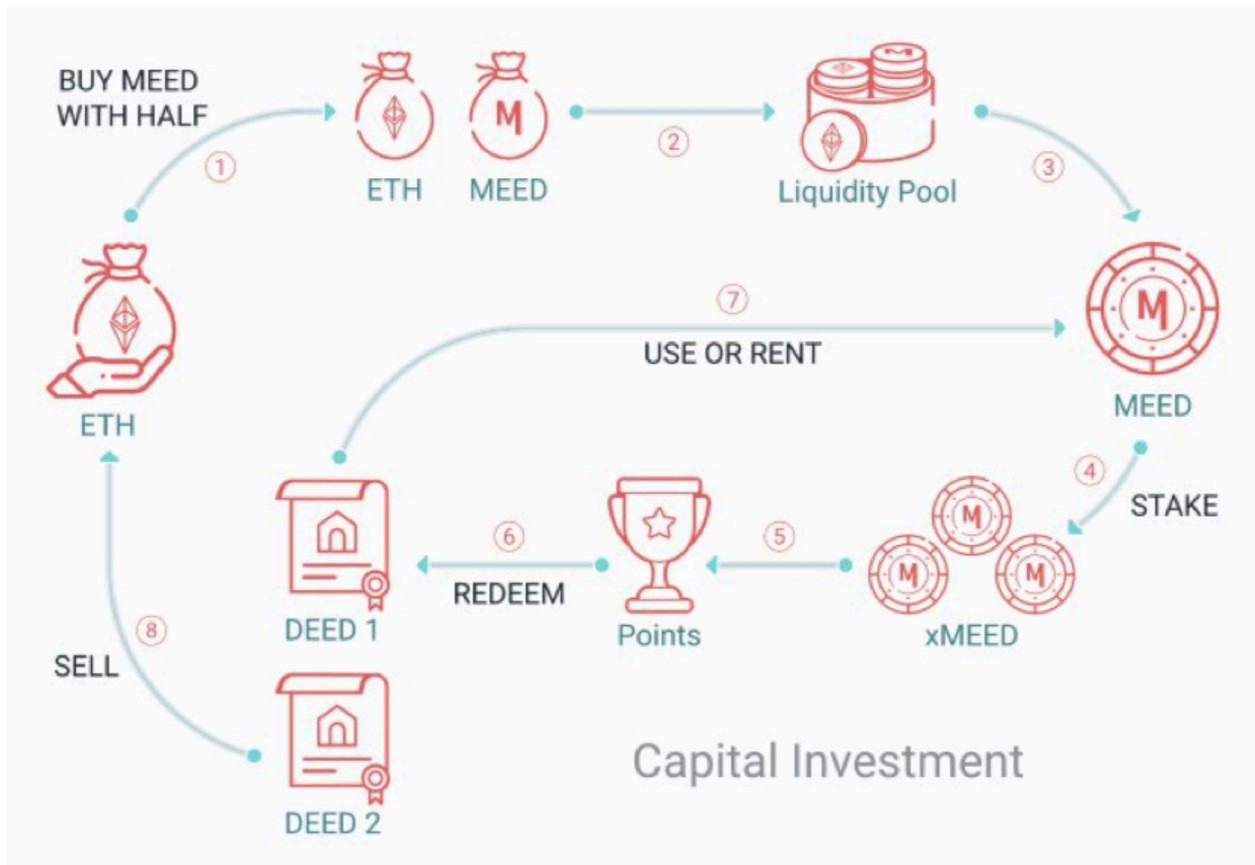 BUY MEED
WITH HALF
1
ETH
M
MEED
2
Liquidity Pool
3
ETH
7
USE OR RENT
M
MEED
4
STAKE
M
M
M
xMEED
5
Points
6
REDEEM
DEED 1
8
SELL
DEED 2
Capital Investment